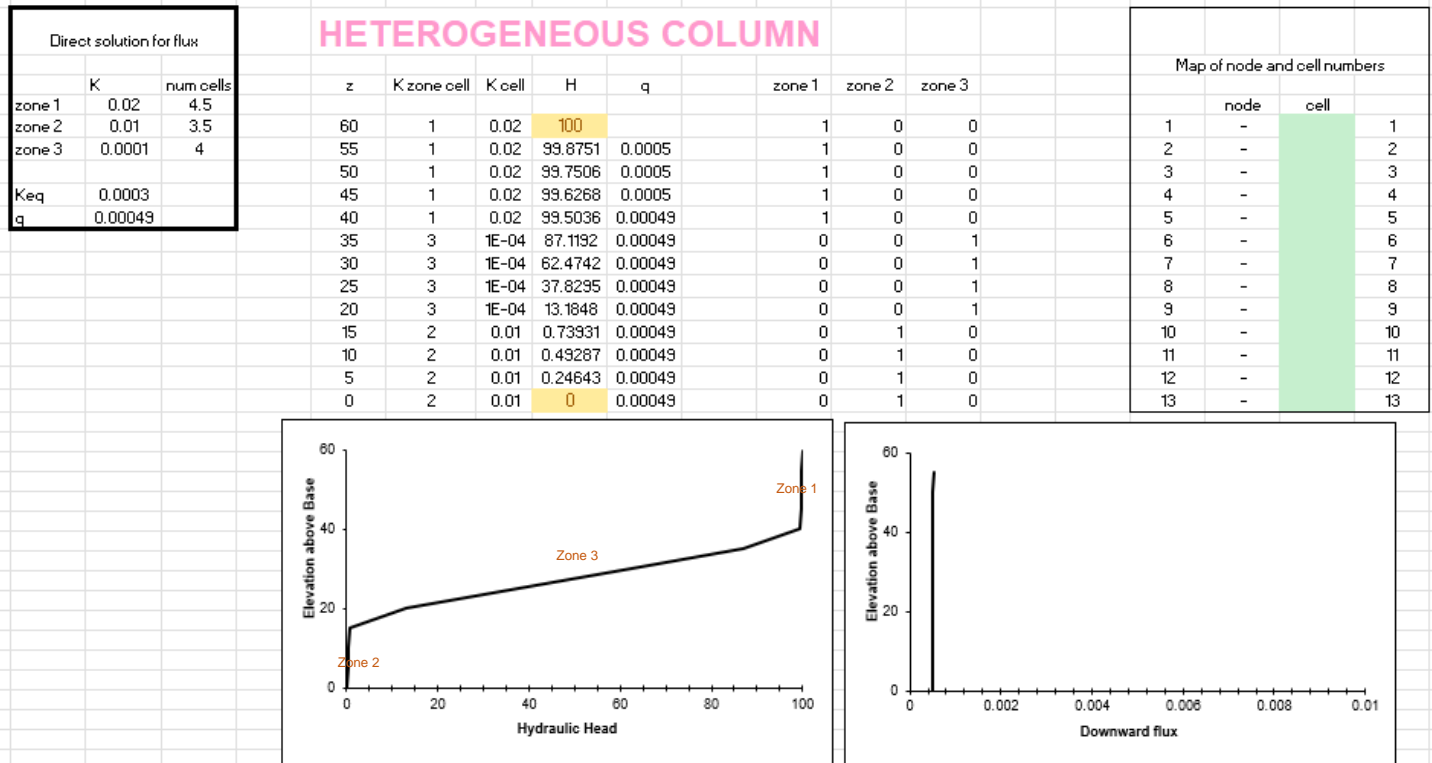 HETEROGENEOUS COLUMN
Direct solution for flux
K num cells
zone 1 0.02 4.5
zone 2 0.01 3.5
zone 3 0.0001 4
Keq 0.0003
q 0.00049
z K zone cell K cell H q zone 1 zone 2 zone 3
60 1 0.02 100 1 0 0
55 1 0.02 99.8751 0.0005 1 0 0
50 1 0.02 99.7506 0.0005 1 0 0
45 1 0.02 99.6268 0.0005 1 0 0
40 1 0.02 99.5036 0.00049 1 0 0
35 3 1E-04 87.1192 0.00049 0 0 1
30 3 1E-04 62.4742 0.00049 0 0 1
25 3 1E-04 37.8295 0.00049 0 0 1
20 3 1E-04 13.1848 0.00049 0 0 1
15 2 0.01 0.73931 0.00049 0 1 0
10 2 0.01 0.49287 0.00049 0 1 0
5 2 0.01 0.24643 0.00049 0 1 0
0 2 0.01 0 0.00049 0 1 0
Map of node and cell numbers
node cell
1 - 1
2 - 2
3 - 3
4 - 4
5 - 5
6 - 6
7 - 7
8 - 8
9 - 9
10 - 10
11 - 11
12 - 12
13 - 13
Elevation above Base
60
40
20
0
Zone 1
Zone 3
Zone 2
0 20 40 60 80 100
Hydraulic Head
Elevation above Base
60
40
20
0
0 0.002 0.004 0.006 0.008 0.01
Downward flux